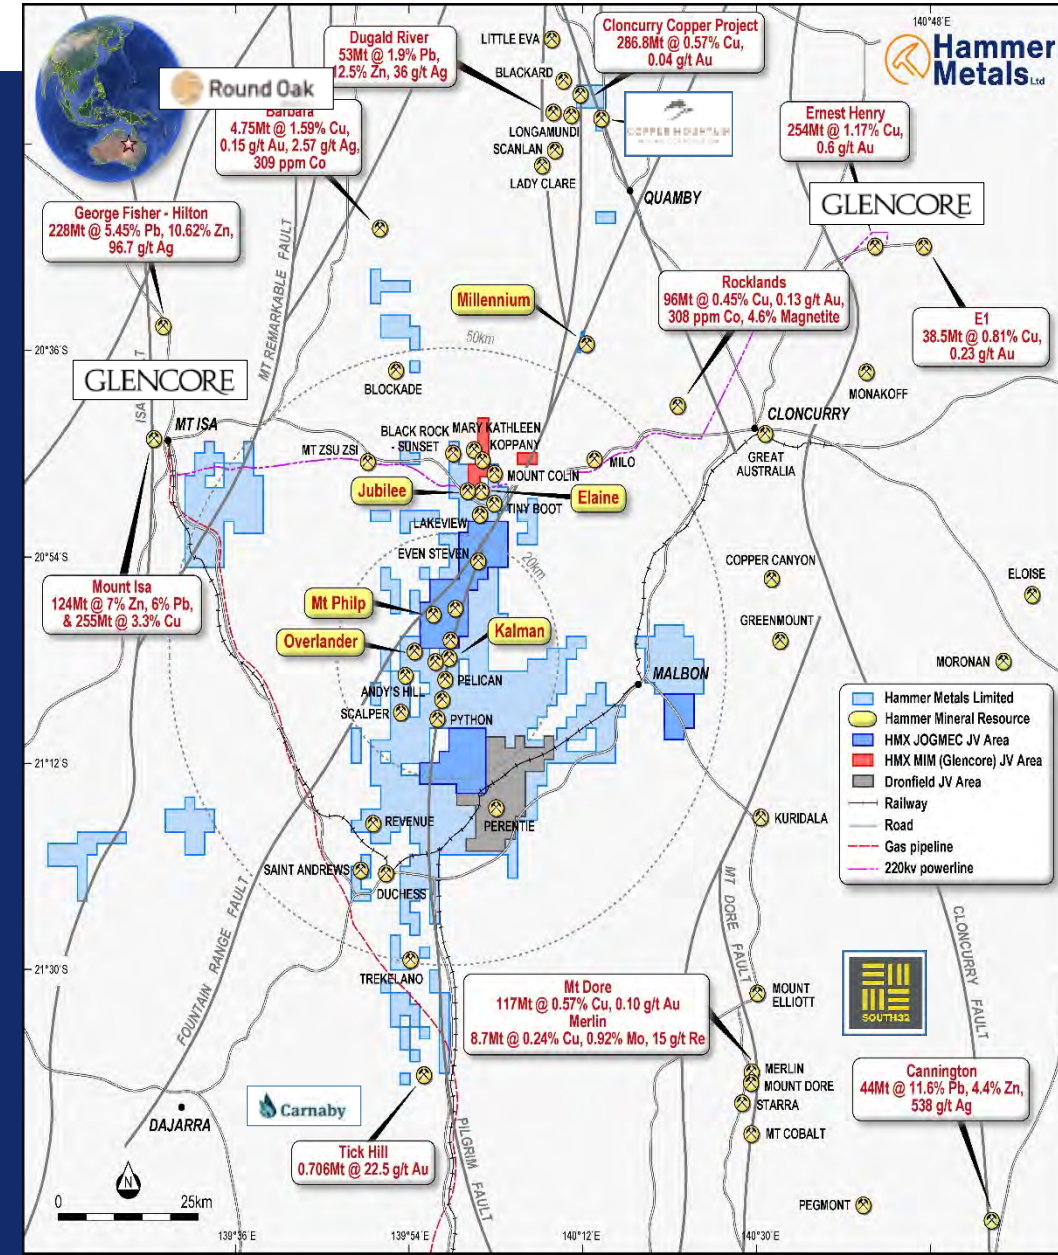 140°48´E
LITTLE EVA
BLACKARD
LONGAMUNDI
SCANLAN
LADY CLARE
Cloncurry Copper Project
286.8Mt @ 0.57% Cu,
0.04 g/t Au
Hammer
Metals Ltd
Dugald River
53Mt @ 1.9% Pb,
12.5% Zn, 36 g/t Ag
Round Oak
Barbara
4.75Mt @ 1.59% Cu,
0.15 g/t Au, 2.57 g/t Ag,
309 ppm Co
COPPER MOUNTAIN
Ernest Henry
254Mt @ 1.17% Cu,
0.6 g/t Au
QUAMBY
GLENCORE
George Fisher - Hilton
228Mt @ 5.45% Pb, 10.62% Zn,
96.7 g/t Ag
MT REMARKABLE FAULT
Millennium
Rocklands
96Mt @ 0.45% Cu, 0.13 g/t Au,
308 ppm Co, 4.6% Magnetite
E1
38.5Mt @ 0.81% Cu,
0.23 g/t Au
20°36´S
50km
GLENCORE
BLOCKADE
MONAKOFF
ISA
MT ISA
CLONCURRY
BLACK ROCK
- SUNSET
MARY KATHLEEN
KOPPANY
MT ZSU ZSI
MOUNT COLIN
MILO
GREAT
AUSTRALIA
Jubilee
Elaine
TINY BOOT
LAKEVIEW
20°54´S
EVEN STEVEN
20km
COPPER CANYON
ELOISE
Mount Isa
124Mt @ 7% Zn, 6% Pb,
& 255Mt @ 3.3% Cu
Mt Philp
Overlander
Kalman
GREENMOUNT
MORONAN
PELICAN
ANDY'S HILL
SCALPER
PYTHON
MALBON
Hammer Metals Limited
Hammer Mineral Resource
HMX JOGMEC JV Area
HMX MIM (Glencore) JV Area
Dronfield JV Area
Railway
Road
Gas pipeline
220kv powerline
21°12´S
REVENUE
PERENTIE
KURIDALA
SAINT ANDREWS
DUCHESS
FOUNTAIN RANGE FAULT
MT DORE FAULT
CLONCURRY FAULT
21°30´S
TREKELANO
Mt Dore
117Mt @ 0.57% Cu, 0.10 g/t Au
Merlin
8.7Mt @ 0.24% Cu, 0.92% Mo, 15 g/t Re
MOUNT
ELLIOTT
SOUTH32
MERLIN
MOUNT DORE
STARRA
MT COBALT
Cannington
44Mt @ 11.6% Pb, 4.4% Zn,
538 g/t Ag
Carnaby
DAJARRA
Tick Hill
0.706Mt @ 22.5 g/t Au
PILGRIM FAULT
PEGMONT
N
0 25km
139°36´E
139°54´E
140°12´E
140°30´E